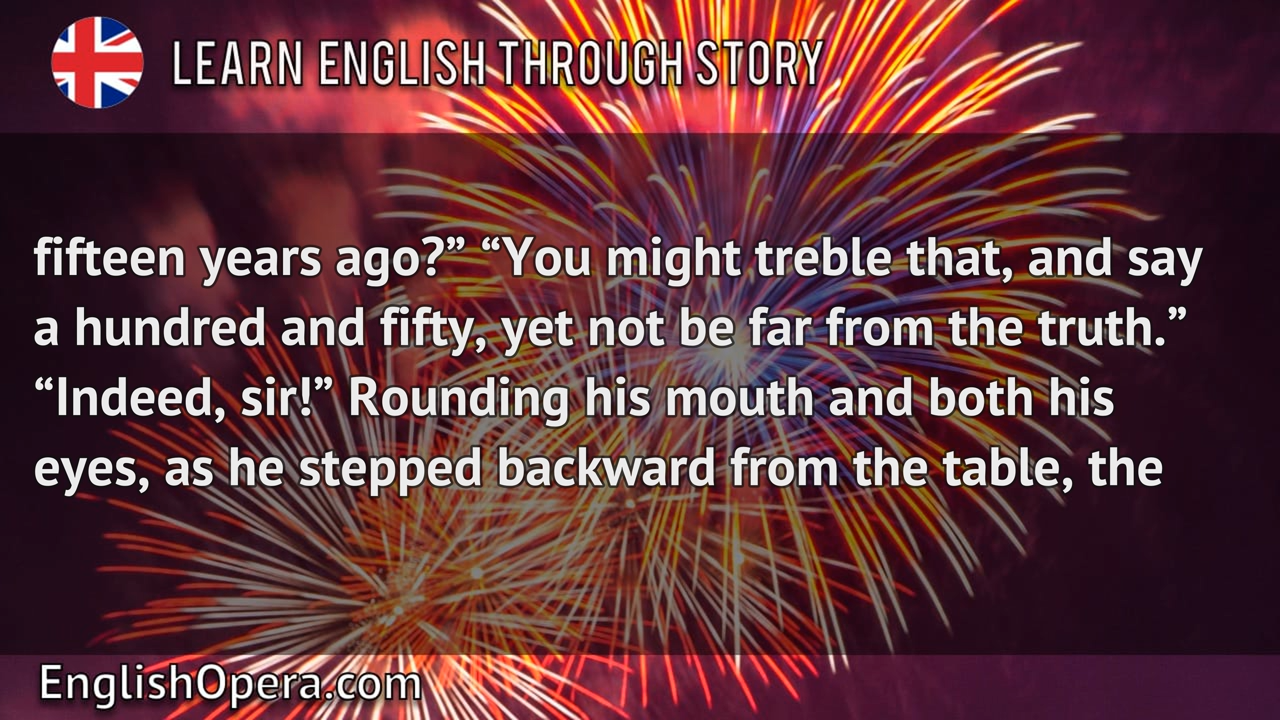 LEARN ENGLISH THROUGH STORY
fifteen years ago?” “You might treble that, and say
a hundred and fifty, yet not be far from the truth.”
“Indeed, sir!” Rounding his mouth and both his
eyes, as he stepped backward from the table, the
EnglishOpera.com